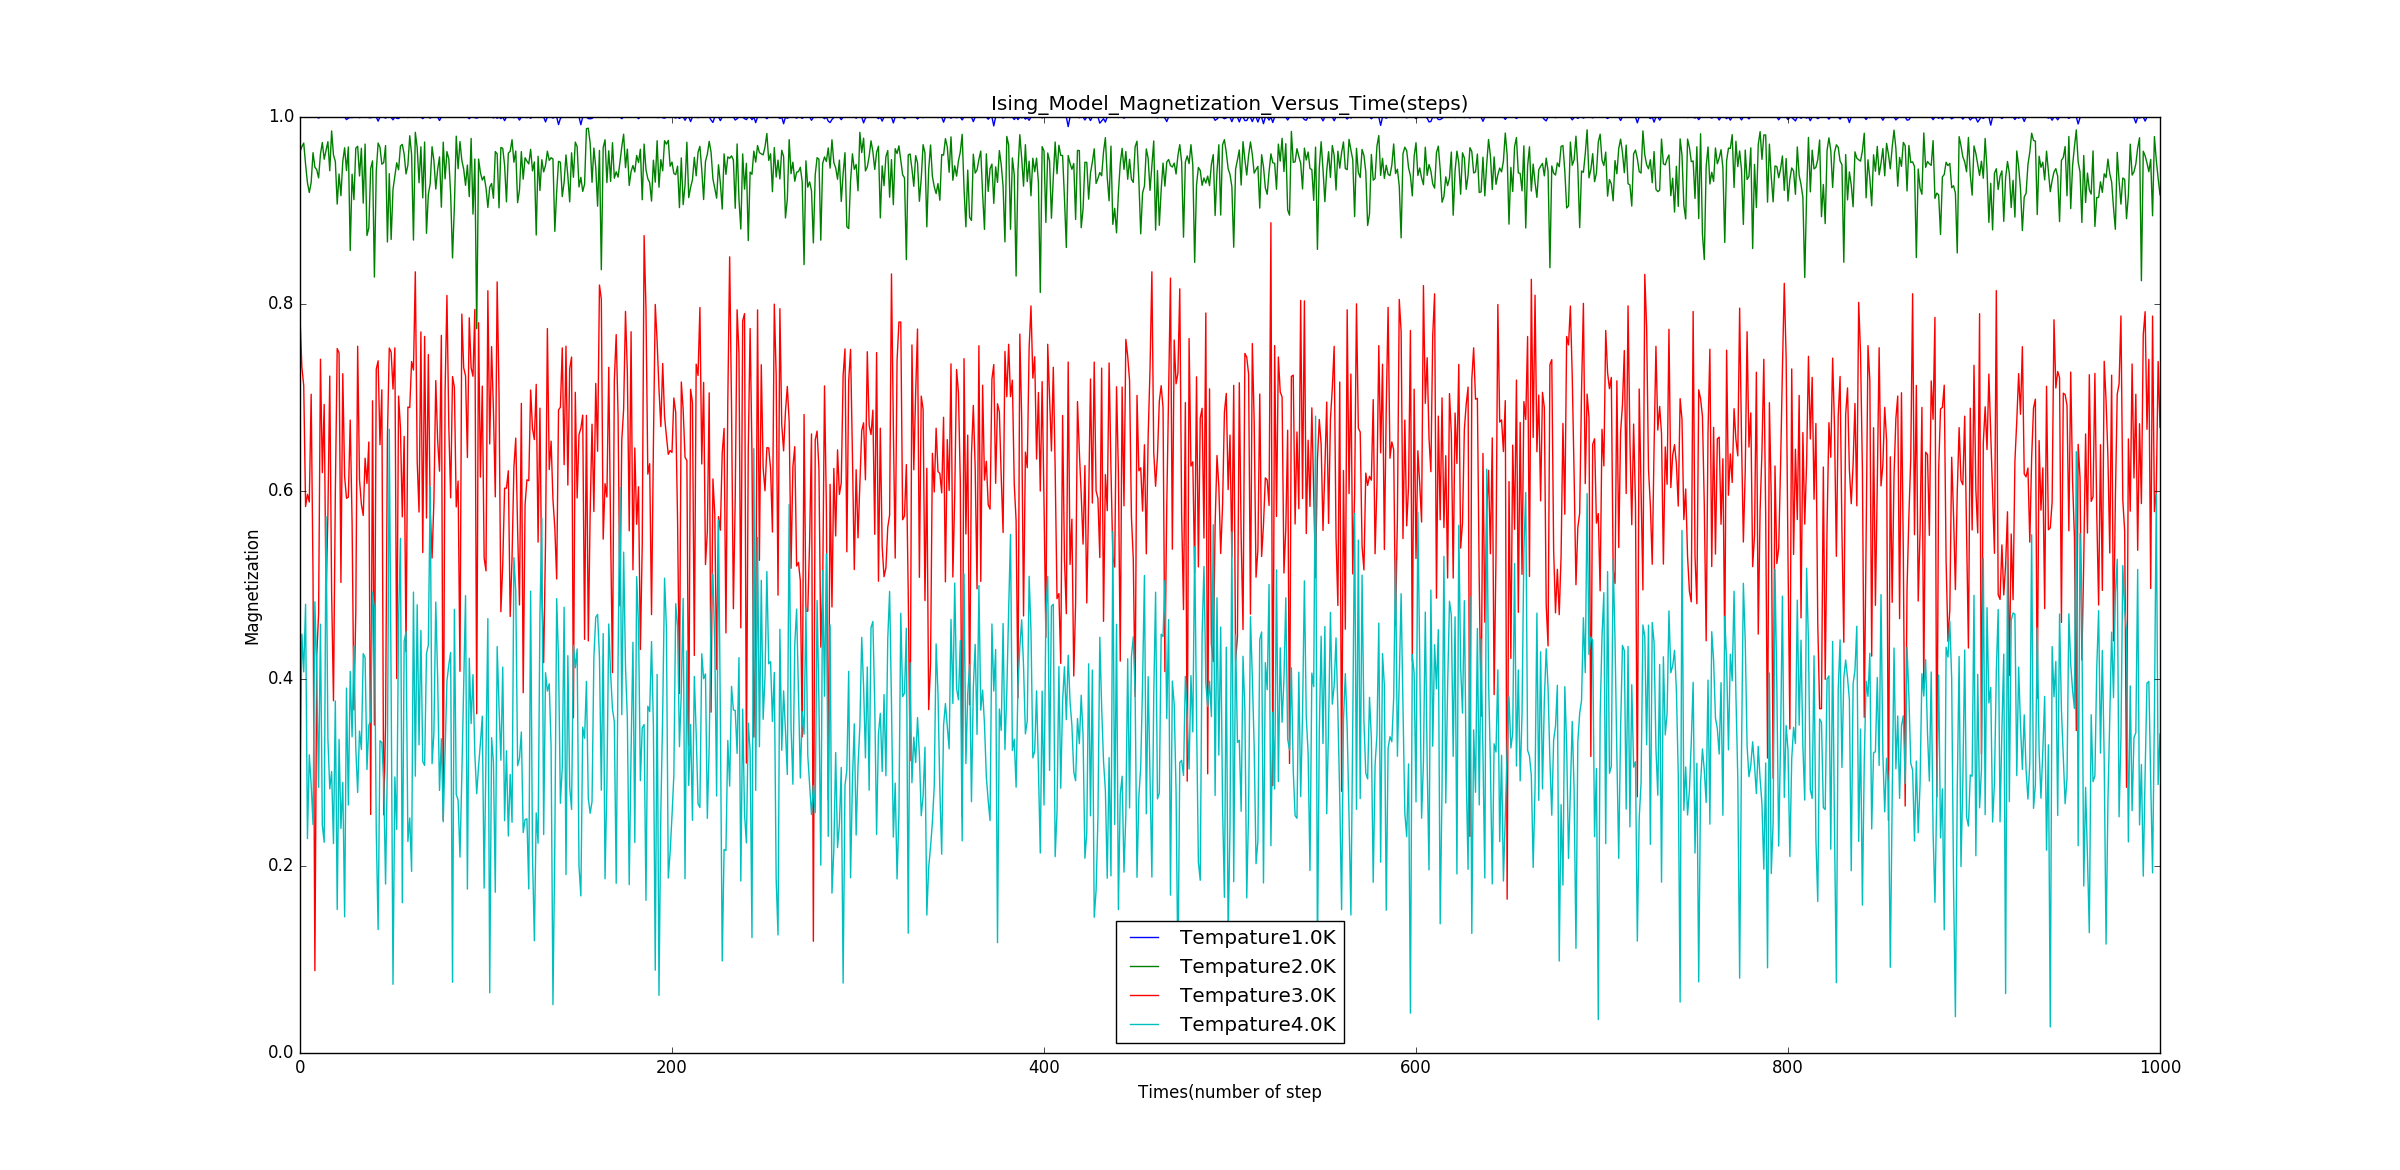 Ising_Model_Magnetization_Versus_Time(steps)
1.0
0.8
0.6
0.4
0.2
0.0
Magnetization
Tempature1.0K
Tempature2.0K
Tempature3.0K
Tempature4.0K
0 200 400 600 800 1000
Times(number of step